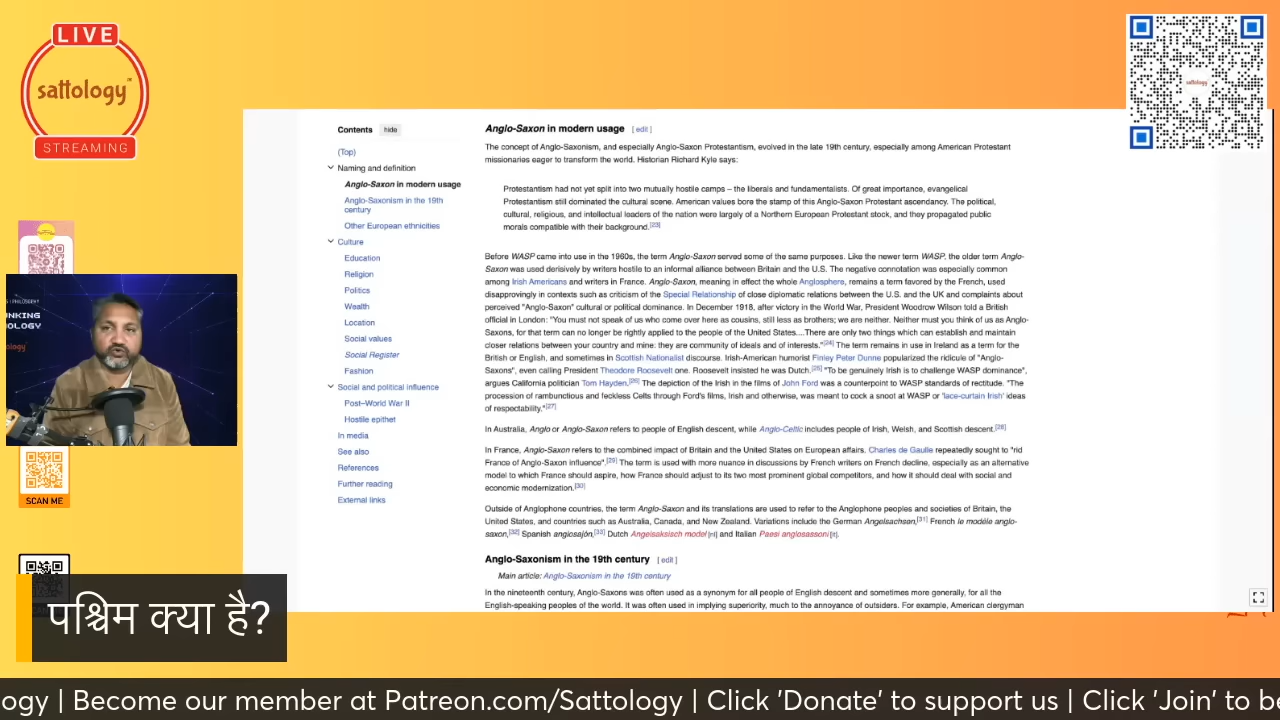 LIVE
sattology™
STREAMING
sattology
Contents hide
(Top)
Naming and definition
Anglo-Saxon in modern usage
Anglo-Saxonism in the 19th
century
Other European ethnicities
Culture
Education
Religion
Politics
Wealth
Location
Social values
Social Register
Fashion
Social and political influence
Post–World War II
Hostile epithet
In media
See also
References
Further reading
External links
Anglo-Saxon in modern usage [ edit ]
The concept of Anglo-Saxonism, and especially Anglo-Saxon Protestantism, evolved in the late 19th century, especially among American Protestant
missionaries eager to transform the world. Historian Richard Kyle says:
Protestantism had not yet split into two mutually hostile camps – the liberals and fundamentalists. Of great importance, evangelical
Protestantism still dominated the cultural scene. American values bore the stamp of this Anglo-Saxon Protestant ascendancy. The political,
cultural, religious, and intellectual leaders of the nation were largely of a Northern European Protestant stock, and they propagated public
morals compatible with their background.[23]
Before WASP came into use in the 1960s, the term Anglo-Saxon served some of the same purposes. Like the newer term WASP, the older term Anglo-
Saxon was used derisively by writers hostile to an informal alliance between Britain and the U.S. The negative connotation was especially common
among Irish Americans and writers in France. Anglo-Saxon, meaning in effect the whole Anglosphere, remains a term favored by the French, used
disapprovingly in contexts such as criticism of the Special Relationship of close diplomatic relations between the U.S. and the UK and complaints about
perceived "Anglo-Saxon" cultural or political dominance. In December 1918, after victory in the World War, President Woodrow Wilson told a British
official in London: "You must not speak of us who come over here as cousins, still less as brothers; we are neither. Neither must you think of us as Anglo-
Saxons, for that term can no longer be rightly applied to the people of the United States....There are only two things which can establish and maintain
closer relations between your country and mine: they are community of ideals and of interests."[24] The term remains in use in Ireland as a term for the
British or English, and sometimes in Scottish Nationalist discourse. Irish-American humorist Finley Peter Dunne popularized the ridicule of "Anglo-
Saxons", even calling President Theodore Roosevelt one. Roosevelt insisted he was Dutch.[25] "To be genuinely Irish is to challenge WASP dominance",
argues California politician Tom Hayden.[26] The depiction of the Irish in the films of John Ford was a counterpoint to WASP standards of rectitude. "The
procession of rambunctious and feckless Celts through Ford's films, Irish and otherwise, was meant to cock a snoot at WASP or 'lace-curtain Irish' ideas
of respectability."[27]
In Australia, Anglo or Anglo-Saxon refers to people of English descent, while Anglo-Celtic includes people of Irish, Welsh, and Scottish descent.[28]
In France, Anglo-Saxon refers to the combined impact of Britain and the United States on European affairs. Charles de Gaulle repeatedly sought to "rid
France of Anglo-Saxon influence".[29] The term is used with more nuance in discussions by French writers on French decline, especially as an alternative
model to which France should aspire, how France should adjust to its two most prominent global competitors, and how it should deal with social and
economic modernization.[30]
Outside of Anglophone countries, the term Anglo-Saxon and its translations are used to refer to the Anglophone peoples and societies of Britain, the
United States, and countries such as Australia, Canada, and New Zealand. Variations include the German Angelsachsen,[31] French le modèle anglo-
saxon,[32] Spanish anglosajón,[33] Dutch Angelsaksisch model [nl] and Italian Paesi anglosassoni [it].
Anglo-Saxonism in the 19th century [ edit ]
Main article: Anglo-Saxonism in the 19th century
In the nineteenth century, Anglo-Saxons was often used as a synonym for all people of English descent and sometimes more generally, for all the
English-speaking peoples of the world. It was often used in implying superiority, much to the annoyance of outsiders. For example, American clergyman
SCAN ME
पश्चिम क्या है?
ology | Become our member at Patreon.com/Sattology | Click 'Donate' to support us | Click 'Join' to be